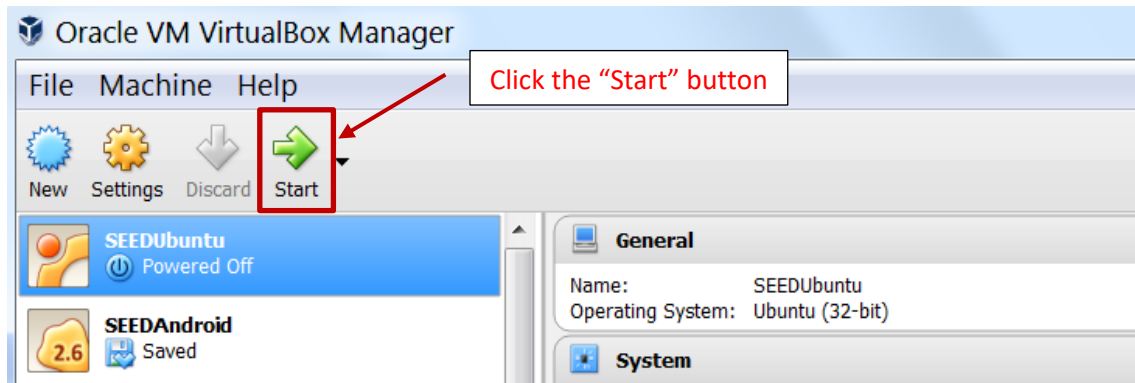 Oracle VM VirtualBox Manager
File Machine Help
Click the “Start” button
New Settings Discard Start
SEEDUbuntu
Powered Off
SEEDAndroid
2.6
Saved
General
Name: SEEDUbuntu
Operating System: Ubuntu (32-bit)
System